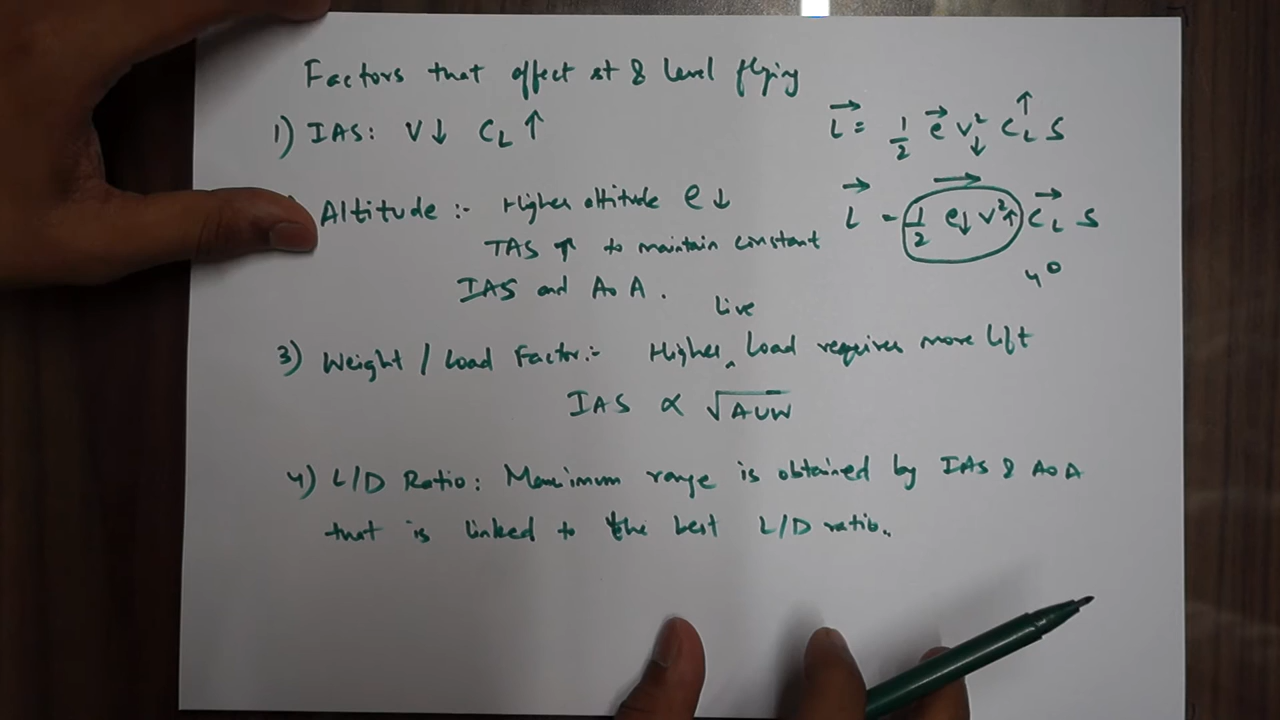 Factors that effect st & Level flying
1) IAS: V↓ CL ↑
L→ = 1/2 e→ V²↓ CL↑ S
Altitude :- Higher altitude e ↓
TAS ↑ to maintain constant
IAS and AoA.
L→ = 1/2 e↓ V²↑ CL→ S
4°
3) Weight / Load Factor:- Higher ^ Live Load requires more lift
IAS ∝ √AUW
4) L/D Ratio: Maximum range is obtained by IAS & AoA
that is linked to the best L/D ratio.